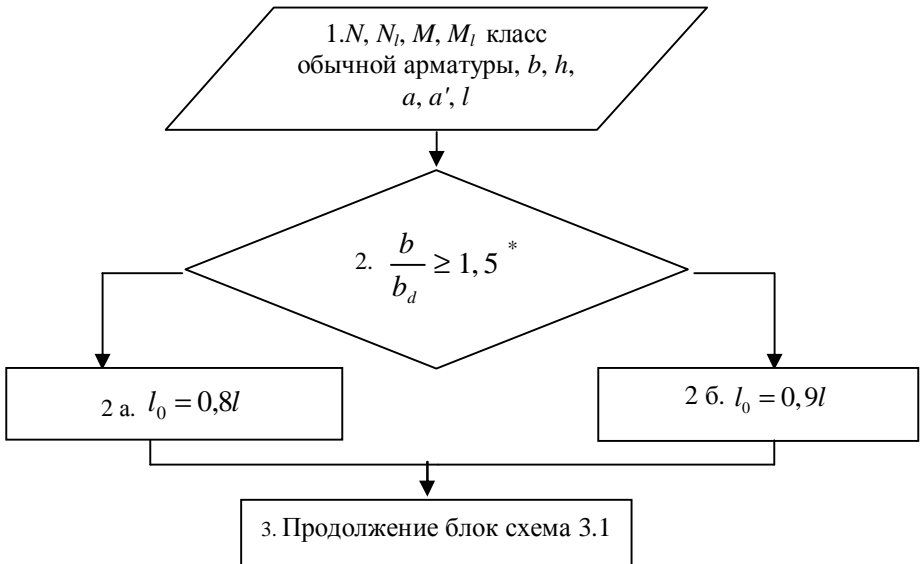 1.N, Nl, M, Ml класс
обычной арматуры, b, h,
a, a', l
2. b/bd ≥ 1,5 *
2 а. l0 = 0,8l
2 б. l0 = 0,9l
3. Продолжение блок схема 3.1